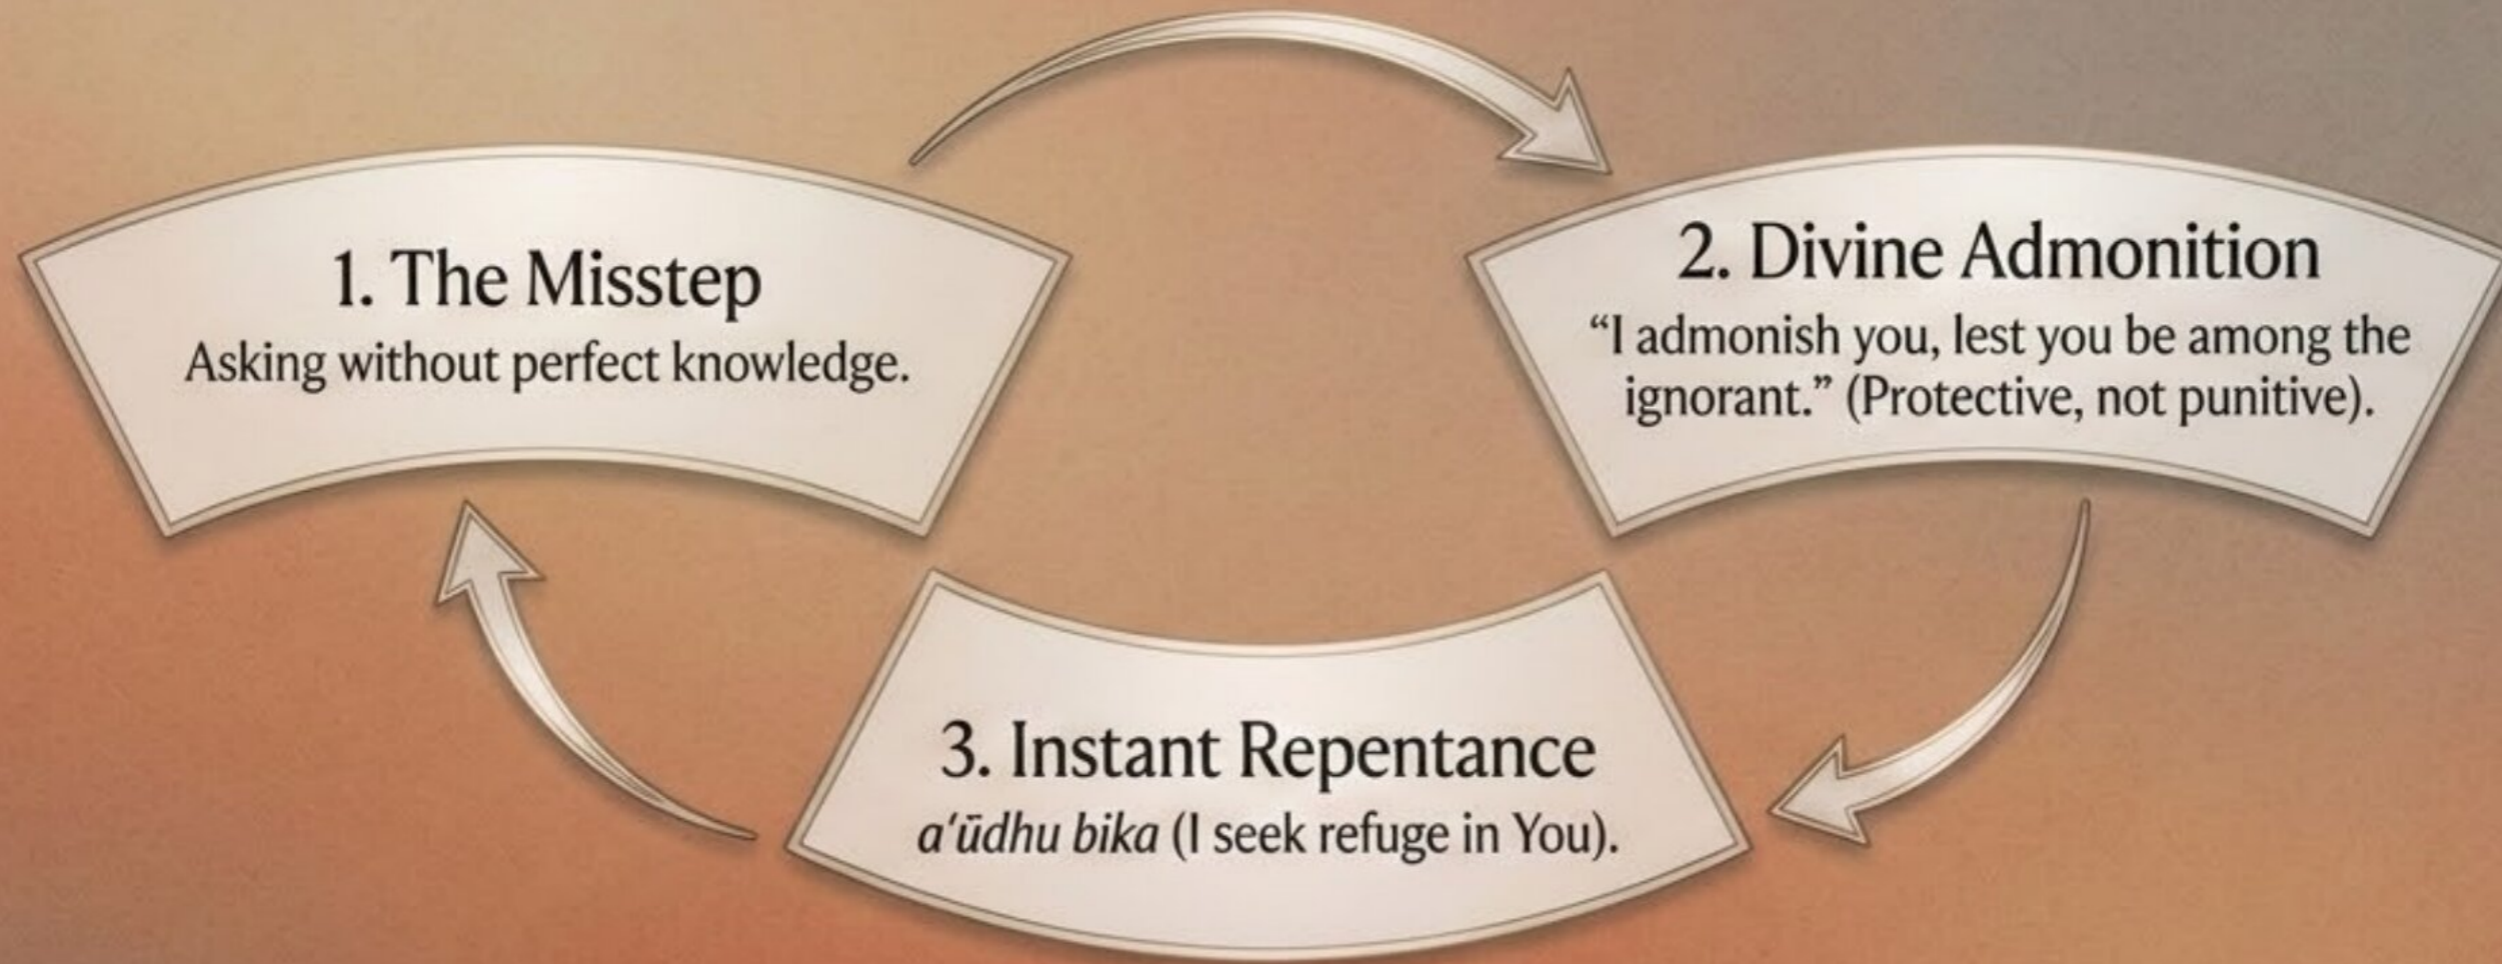 1. The Misstep
Asking without perfect knowledge.
2. Divine Admonition
“I admonish you, lest you be among the
ignorant.” (Protective, not punitive).
3. Instant Repentance
aʹūdhu bika (I seek refuge in You).